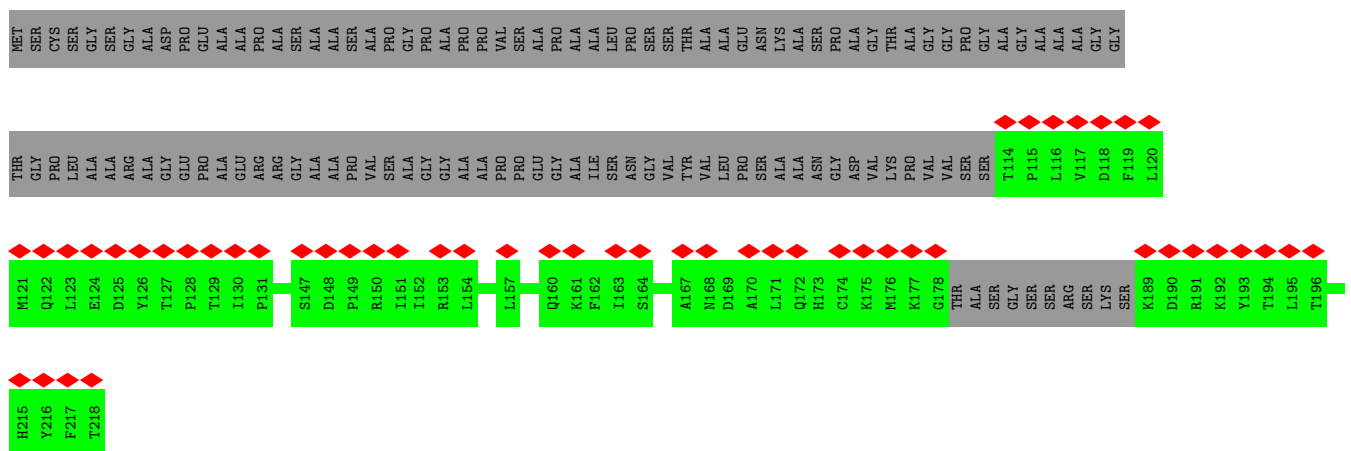 MET SER CYS SER GLY SER GLY ALA ASP PRO GLU ALA ALA PRO ALA SER ALA ALA SER ALA PRO GLY PRO ALA PRO PRO VAL SER ALA PRO ALA ALA LEU PRO SER SER THR ALA ALA GLU ASN LYS ALA SER PRO ALA GLY THR ALA GLY GLY PRO GLY ALA GLY ALA ALA ALA GLY GLY
THR GLY PRO LEU ALA ALA ARG ALA GLY GLU PRO ALA GLU ARG ARG GLY ALA ALA PRO VAL SER ALA GLY GLY ALA ALA PRO PRO GLU GLY ALA ILE SER ASN GLY VAL TYR VAL LEU PRO SER ALA ALA ASN GLY ASP VAL LYS PRO VAL VAL SER SER T114 P115 L116 V117 D118 F119 L120
M121 Q122 L123 E124 D125 Y126 T127 P128 T129 I130 P131 S147 D148 P149 R150 I151 I152 R153 L154 L157 Q160 K161 F162 I163 S164 A167 N168 D169 A170 L171 Q172 H173 C174 K175 M176 K177 G178 THR ALA SER GLY SER SER ARG SER LYS SER K189 D190 R191 K192 Y193 T194 L195 T196
H215 Y216 F217 T218